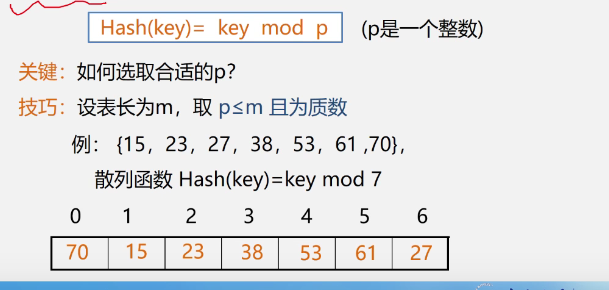 Hash(key)= key mod p (p是一个整数)
关键：如何选取合适的p?
技巧：设表长为m，取 p≤m 且为质数
例： {15，23，27，38，53，61 ,70}，
散列函数 Hash(key)=key mod 7
0 1 2 3 4 5 6
70 15 23 38 53 61 27